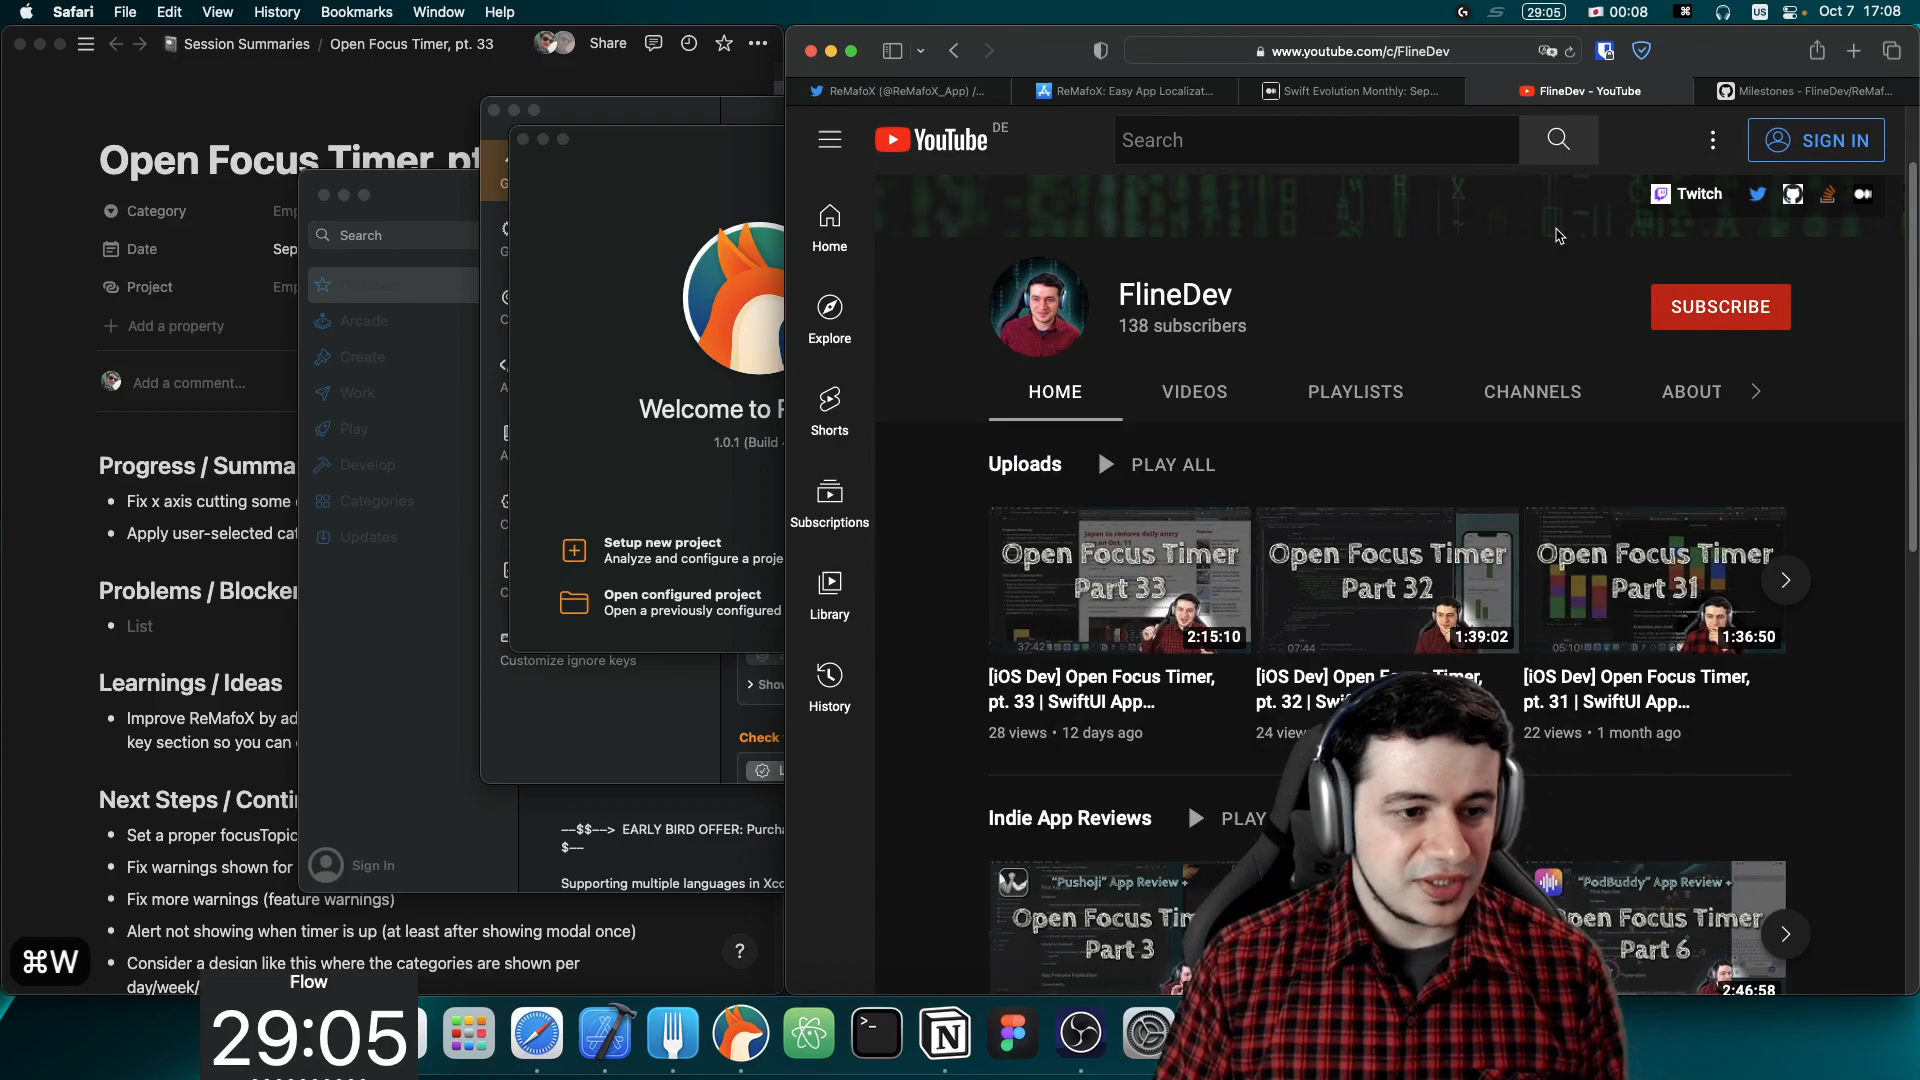 Safari File Edit View History Bookmarks Window Help
29:05 00:08 US Oct 7 17:08
Session Summaries / Open Focus Timer, pt. 33 Share
Open Focus Timer, pt
Category
Date Sep
Project
Add a property
Add a comment...
Progress / Summa
Fix x axis cutting some
Apply user-selected cat
Problems / Blocker
List
Learnings / Ideas
Improve ReMafoX by ad
key section so you can
Next Steps / Conti
Set a proper focusTopic
Fix warnings shown for
Fix more warnings (feature warnings)
Alert not showing when timer is up (at least after showing modal once)
Consider a design like this where the categories are shown per
day/week/
?
Search
Arcade
Create
Work
Play
Develop
Categories
Updates
Sign In
Customize ignore keys
Show
Check
--$$--> EARLY BIRD OFFER: Purcha
$--
Supporting multiple languages in Xco
Welcome to
1.0.1 (Build
Setup new project
Analyze and configure a proje
Open configured project
Open a previously configured
www.youtube.com/c/FlineDev
ReMafoX (@ReMafoX_App) /...
ReMafoX: Easy App Localizat...
Swift Evolution Monthly: Sep...
FlineDev - YouTube
Milestones - FlineDev/ReMaf...
YouTube DE
Search
SIGN IN
Home
Explore
Shorts
Subscriptions
Library
History
Twitch
FlineDev
138 subscribers
SUBSCRIBE
HOME VIDEOS PLAYLISTS CHANNELS ABOUT
Uploads PLAY ALL
Open Focus Timer
Part 33
37:42
2:15:10
Open Focus Timer
Part 32
07:44
1:39:02
Open Focus Timer
Part 31
05:10
1:36:50
[iOS Dev] Open Focus Timer,
pt. 33 | SwiftUI App...
28 views • 12 days ago
[iOS Dev] Open Focus Timer,
pt. 32 |
24 view
[iOS Dev] Open Focus Timer,
pt. 31 | SwiftUI App...
22 views • 1 month ago
Indie App Reviews PLAY
"Pushoji" App Review +
Open Focus Tim
Part 3
"PodBuddy" App Review +
Open Focus Timer
Part 6
2:46:58
⌘W
Flow
29:05